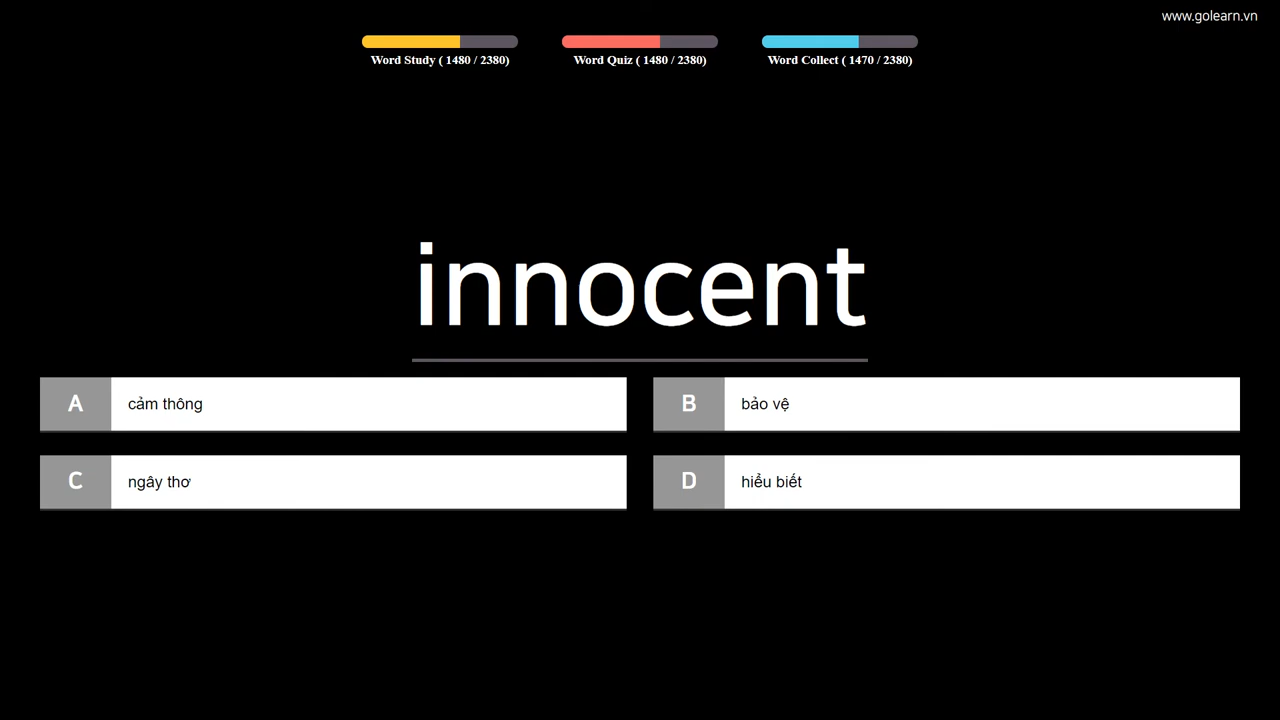 www.golearn.vn
Word Study ( 1480 / 2380)
Word Quiz ( 1480 / 2380)
Word Collect ( 1470 / 2380)
innocent
A cảm thông
B bảo vệ
C ngây thơ
D hiểu biết